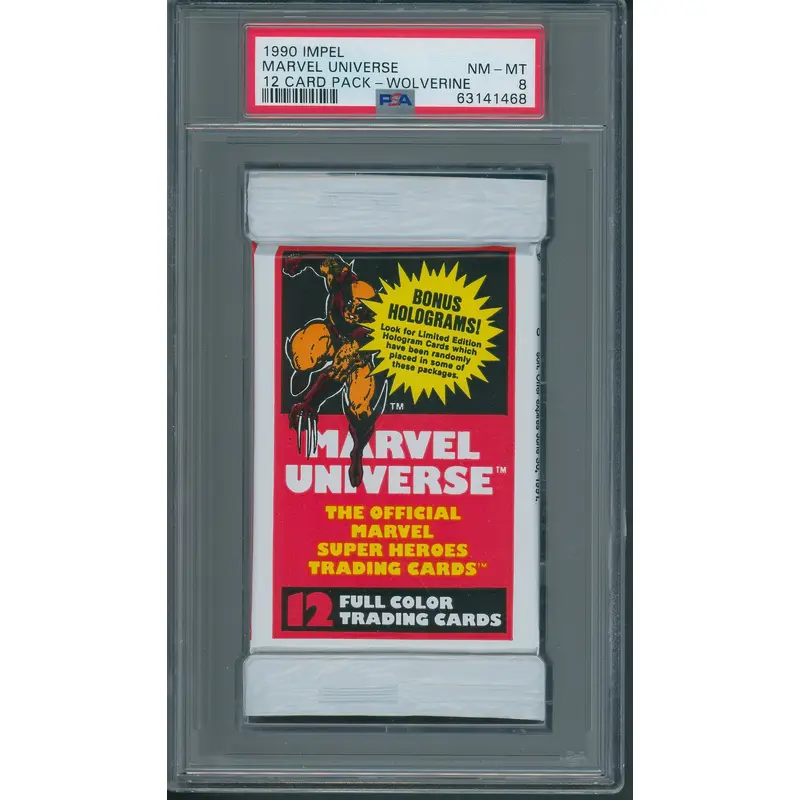 1990 IMPEL
MARVEL UNIVERSE NM – MT
12 CARD PACK – WOLVERINE 8
PSA 63141468
BONUS
HOLOGRAMS!
Look for Limited Edition
Hologram Cards which
have been randomly
placed in some of
these packages.
TM
MARVEL
UNIVERSE™
THE OFFICIAL
MARVEL
SUPER HEROES
TRADING CARDS™
12 FULL COLOR
TRADING CARDS